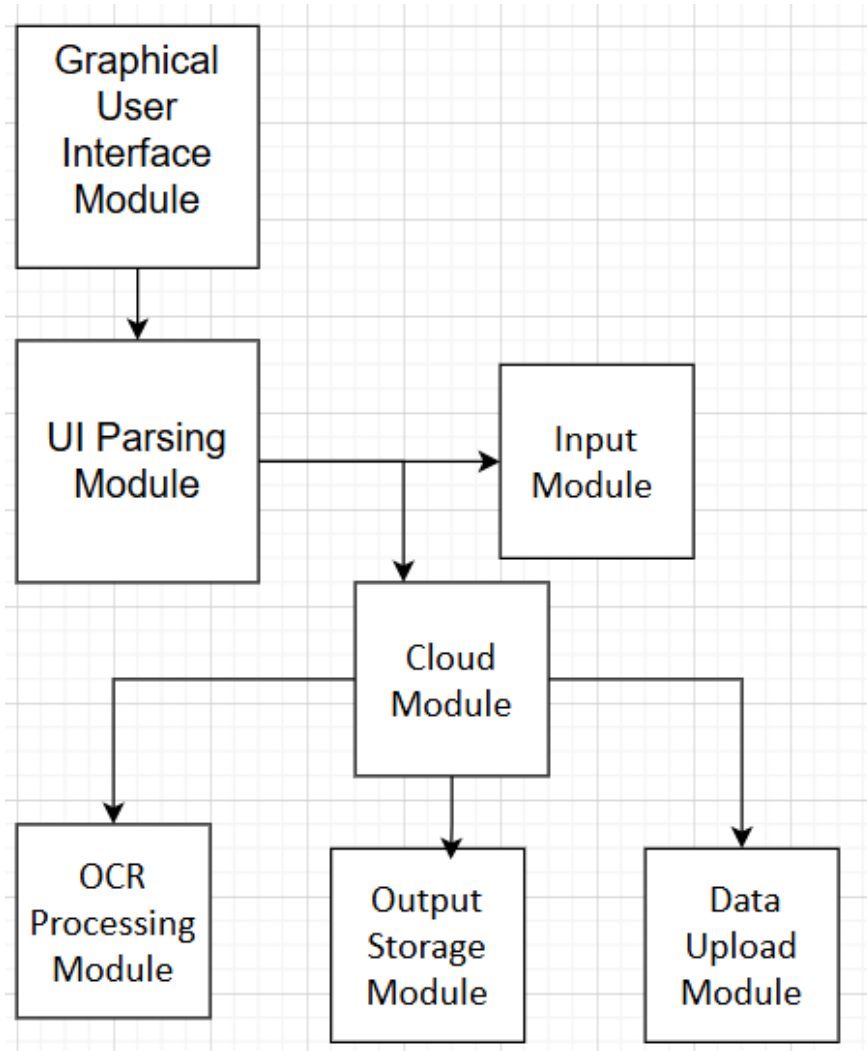 Graphical
User
Interface
Module
UI Parsing
Module
Input
Module
Cloud
Module
OCR
Processing
Module
Output
Storage
Module
Data
Upload
Module